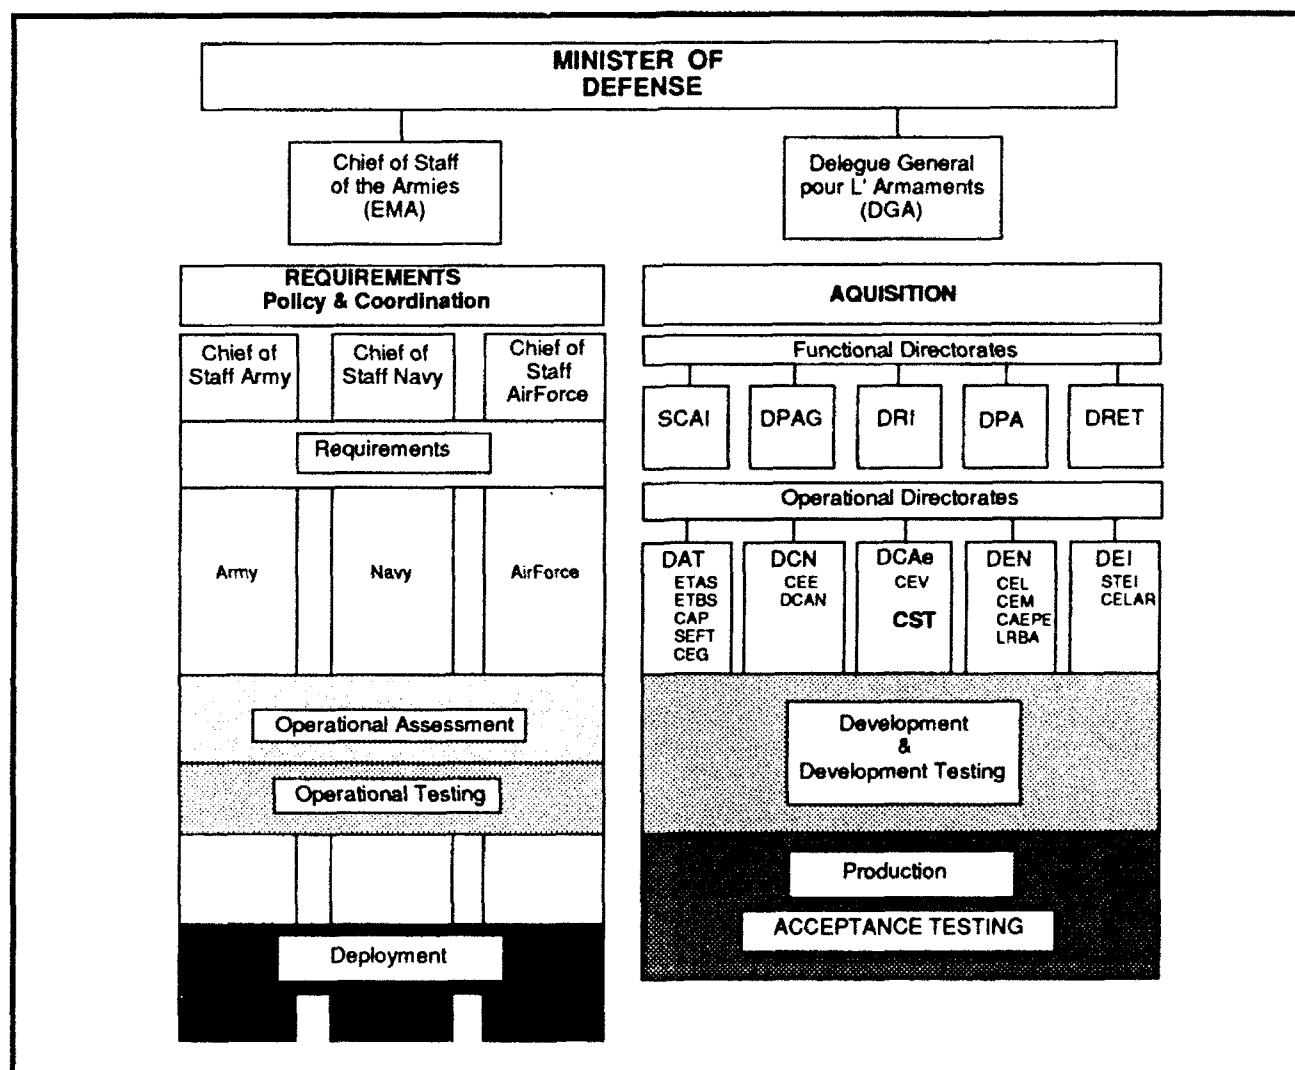 MINISTER OF
DEFENSE
Chief of Staff
of the Armies
(EMA)
Delegue General
pour L' Armaments
(DGA)
REQUIREMENTS
Policy & Coordination
Chief of
Staff Army
Chief of
Staff Navy
Chief of
Staff
AirForce
Requirements
Army
Navy
AirForce
Operational Assessment
Operational Testing
Deployment
AQUISITION
Functional Directorates
SCAI
DPAG
DRI
DPA
DRET
Operational Directorates
DAT
ETAS
ETBS
CAP
SEFT
CEG
DCN
CEE
DCAN
DCAe
CEV
CST
DEN
CEL
CEM
CAEPE
LRBA
DEI
STEI
CELAR
Development
&
Development Testing
Production
ACCEPTANCE TESTING